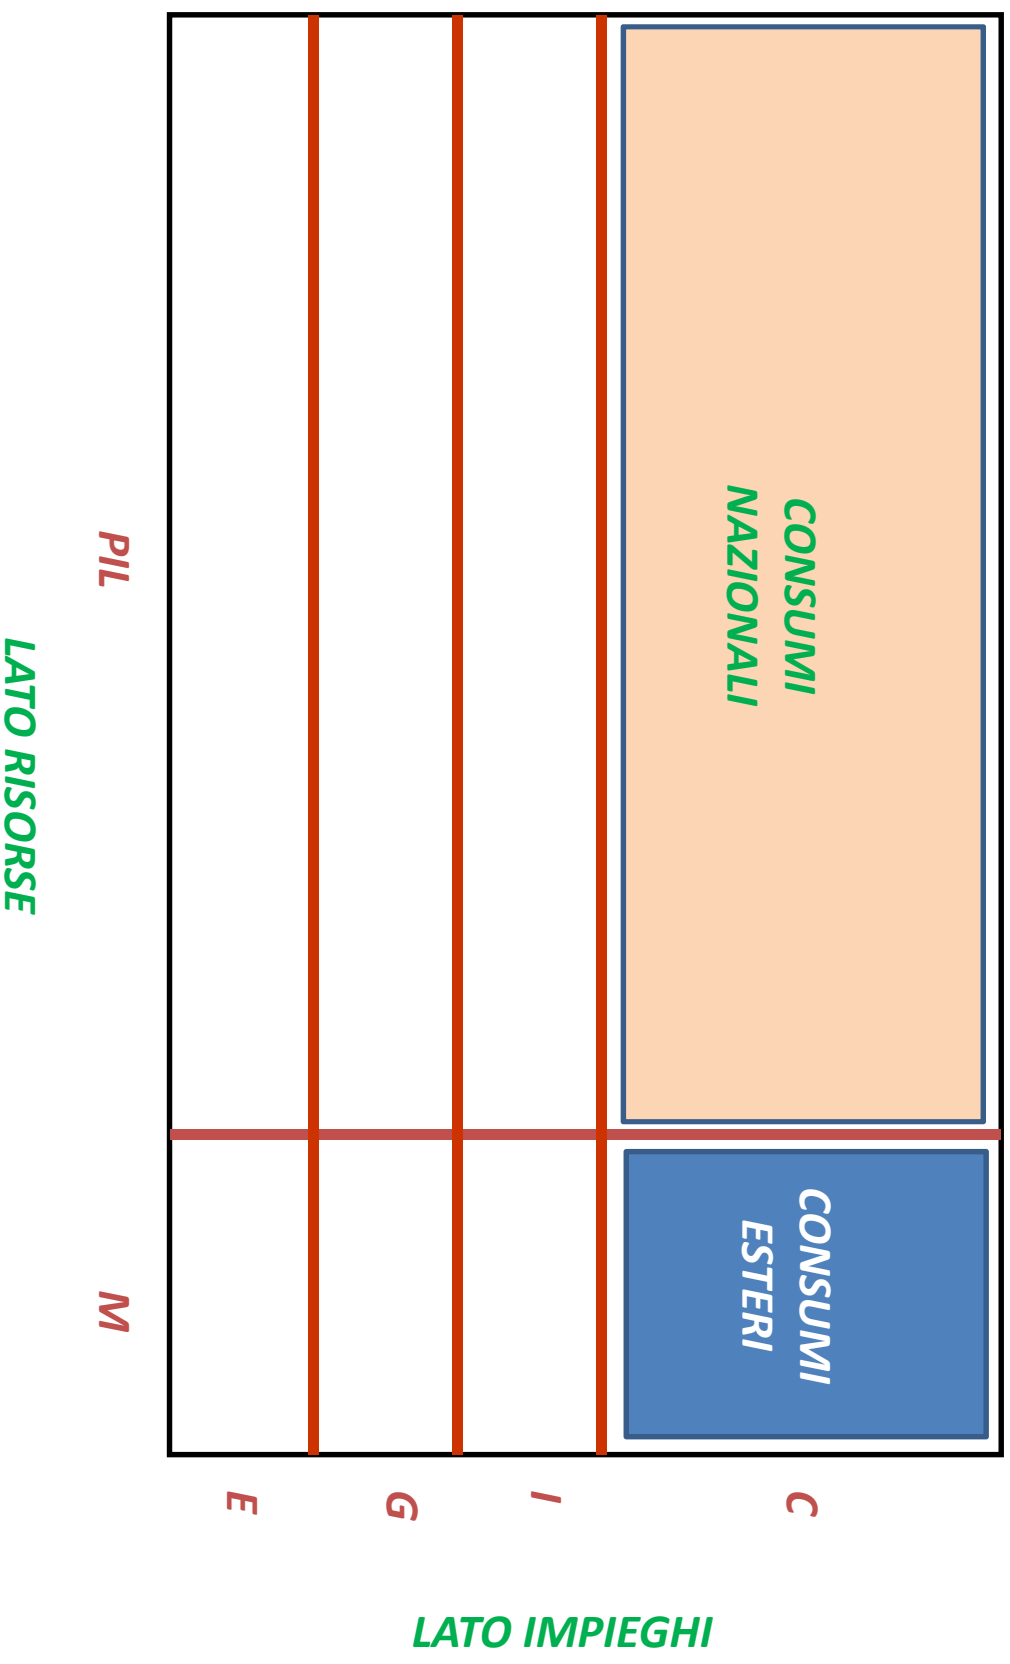 CONSUMI
NAZIONALI
CONSUMI
ESTERI
C
I
G
E
PIL
M
LATO RISORSE
LATO IMPIEGHI